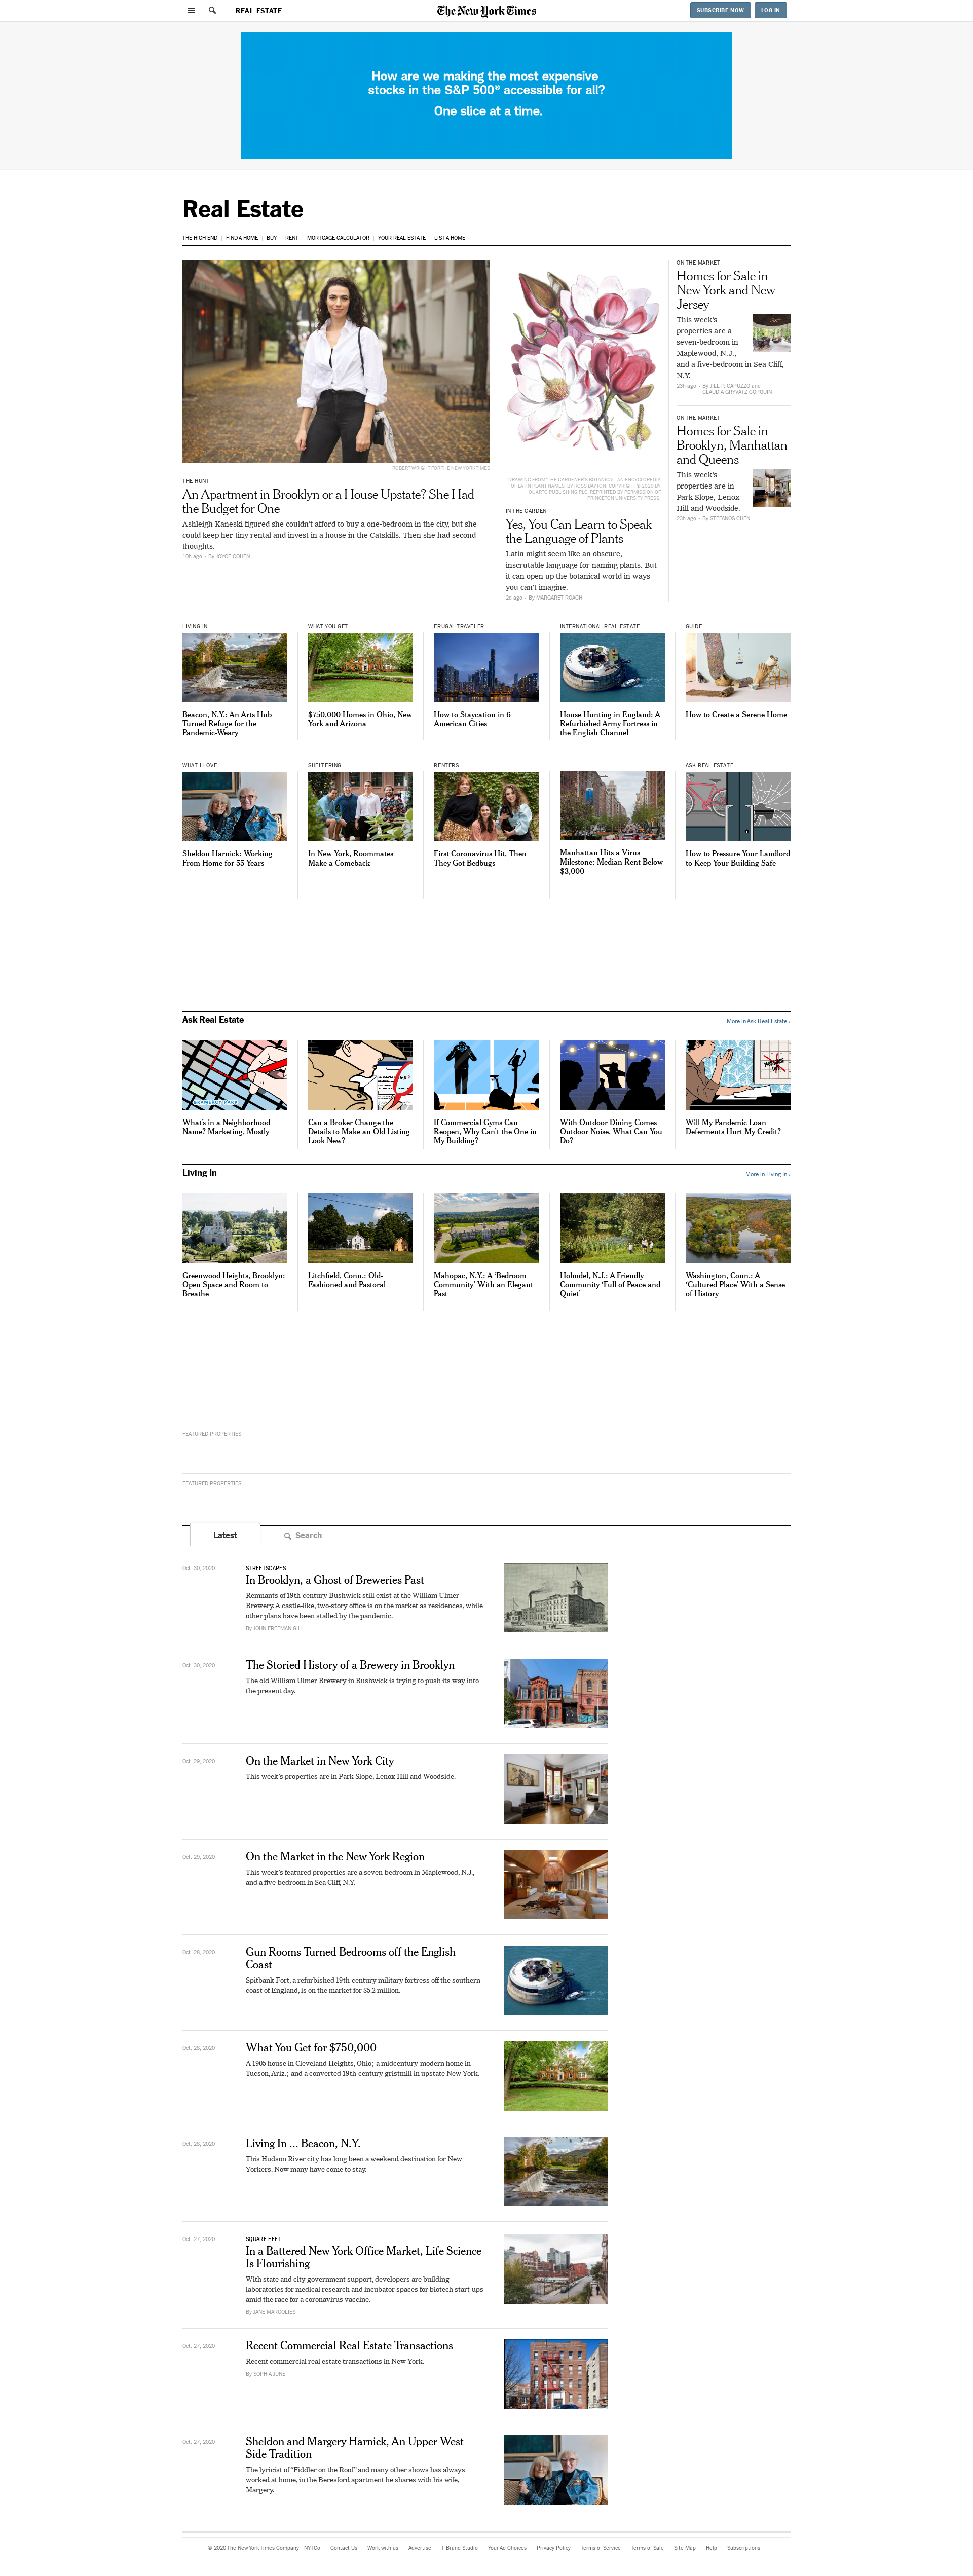 REAL ESTATE
The New York Times
SUBSCRIBE NOW
LOG IN
How are we making the most expensive
stocks in the S&P 500® accessible for all?
One slice at a time.
Real Estate
THE HIGH END
FIND A HOME
BUY
RENT
MORTGAGE CALCULATOR
YOUR REAL ESTATE
LIST A HOME
ROBERT WRIGHT FOR THE NEW YORK TIMES
THE HUNT
An Apartment in Brooklyn or a House Upstate? She Had
the Budget for One
Ashleigh Kaneski figured she couldn't afford to buy a one-bedroom in the city, but she
could keep her tiny rental and invest in a house in the Catskills. Then she had second
thoughts.
10h ago – By JOYCE COHEN
DRAWING FROM 'THE GARDENER'S BOTANICAL: AN ENCYCLOPEDIA
OF LATIN PLANT NAMES' BY ROSS BAYTON. COPYRIGHT © 2020 BY
QUARTO PUBLISHING PLC. REPRINTED BY PERMISSION OF
PRINCETON UNIVERSITY PRESS.
IN THE GARDEN
Yes, You Can Learn to Speak
the Language of Plants
Latin might seem like an obscure,
inscrutable language for naming plants. But
it can open up the botanical world in ways
you can't imagine.
2d ago – By MARGARET ROACH
ON THE MARKET
Homes for Sale in
New York and New
Jersey
This week's
properties are a
seven-bedroom in
Maplewood, N.J.,
and a five-bedroom in Sea Cliff,
N.Y.
23h ago – By JILL P. CAPUZZO and
CLAUDIA GRYVATZ COPQUIN
ON THE MARKET
Homes for Sale in
Brooklyn, Manhattan
and Queens
This week's
properties are in
Park Slope, Lenox
Hill and Woodside.
23h ago – By STEFANOS CHEN
LIVING IN
Beacon, N.Y.: An Arts Hub
Turned Refuge for the
Pandemic-Weary
WHAT YOU GET
$750,000 Homes in Ohio, New
York and Arizona
FRUGAL TRAVELER
How to Staycation in 6
American Cities
INTERNATIONAL REAL ESTATE
House Hunting in England: A
Refurbished Army Fortress in
the English Channel
GUIDE
How to Create a Serene Home
WHAT I LOVE
Sheldon Harnick: Working
From Home for 55 Years
SHELTERING
In New York, Roommates
Make a Comeback
RENTERS
First Coronavirus Hit, Then
They Got Bedbugs
Manhattan Hits a Virus
Milestone: Median Rent Below
$3,000
ASK REAL ESTATE
How to Pressure Your Landlord
to Keep Your Building Safe
Ask Real Estate
More in Ask Real Estate ›
What's in a Neighborhood
Name? Marketing, Mostly
Can a Broker Change the
Details to Make an Old Listing
Look New?
If Commercial Gyms Can
Reopen, Why Can't the One in
My Building?
With Outdoor Dining Comes
Outdoor Noise. What Can You
Do?
Will My Pandemic Loan
Deferments Hurt My Credit?
Living In
More in Living In ›
Greenwood Heights, Brooklyn:
Open Space and Room to
Breathe
Litchfield, Conn.: Old-
Fashioned and Pastoral
Mahopac, N.Y.: A 'Bedroom
Community' With an Elegant
Past
Holmdel, N.J.: A Friendly
Community 'Full of Peace and
Quiet'
Washington, Conn.: A
'Cultured Place' With a Sense
of History
FEATURED PROPERTIES
FEATURED PROPERTIES
Latest
Search
Oct. 30, 2020
STREETSCAPES
In Brooklyn, a Ghost of Breweries Past
Remnants of 19th-century Bushwick still exist at the William Ulmer
Brewery. A castle-like, two-story office is on the market as residences, while
other plans have been stalled by the pandemic.
By JOHN FREEMAN GILL
Oct. 30, 2020
The Storied History of a Brewery in Brooklyn
The old William Ulmer Brewery in Bushwick is trying to push its way into
the present day.
Oct. 29, 2020
On the Market in New York City
This week's properties are in Park Slope, Lenox Hill and Woodside.
Oct. 29, 2020
On the Market in the New York Region
This week's featured properties are a seven-bedroom in Maplewood, N.J.,
and a five-bedroom in Sea Cliff, N.Y.
Oct. 28, 2020
Gun Rooms Turned Bedrooms off the English
Coast
Spitbank Fort, a refurbished 19th-century military fortress off the southern
coast of England, is on the market for $5.2 million.
Oct. 28, 2020
What You Get for $750,000
A 1905 house in Cleveland Heights, Ohio; a midcentury-modern home in
Tucson, Ariz.; and a converted 19th-century gristmill in upstate New York.
Oct. 28, 2020
Living In ... Beacon, N.Y.
This Hudson River city has long been a weekend destination for New
Yorkers. Now many have come to stay.
Oct. 27, 2020
SQUARE FEET
In a Battered New York Office Market, Life Science
Is Flourishing
With state and city government support, developers are building
laboratories for medical research and incubator spaces for biotech start-ups
amid the race for a coronavirus vaccine.
By JANE MARGOLIES
Oct. 27, 2020
Recent Commercial Real Estate Transactions
Recent commercial real estate transactions in New York.
By SOPHIA JUNE
Oct. 27, 2020
Sheldon and Margery Harnick, An Upper West
Side Tradition
The lyricist of "Fiddler on the Roof" and many other shows has always
worked at home, in the Beresford apartment he shares with his wife,
Margery.
© 2020 The New York Times Company
NYTCo
Contact Us
Work with us
Advertise
T Brand Studio
Your Ad Choices
Privacy Policy
Terms of Service
Terms of Sale
Site Map
Help
Subscriptions